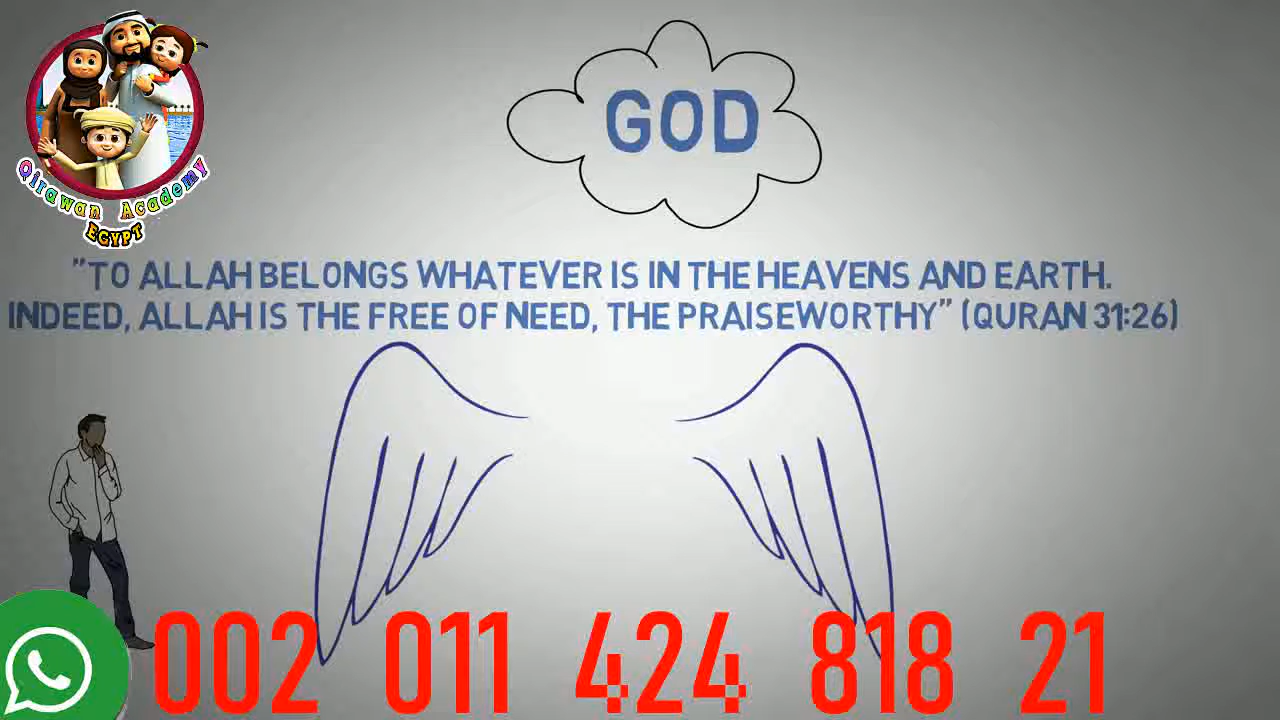 Qirawan Academy
EGYPT
GOD
"TO ALLAH BELONGS WHATEVER IS IN THE HEAVENS AND EARTH.
INDEED, ALLAH IS THE FREE OF NEED, THE PRAISEWORTHY" (QURAN 31:26)
002 011 424 818 21